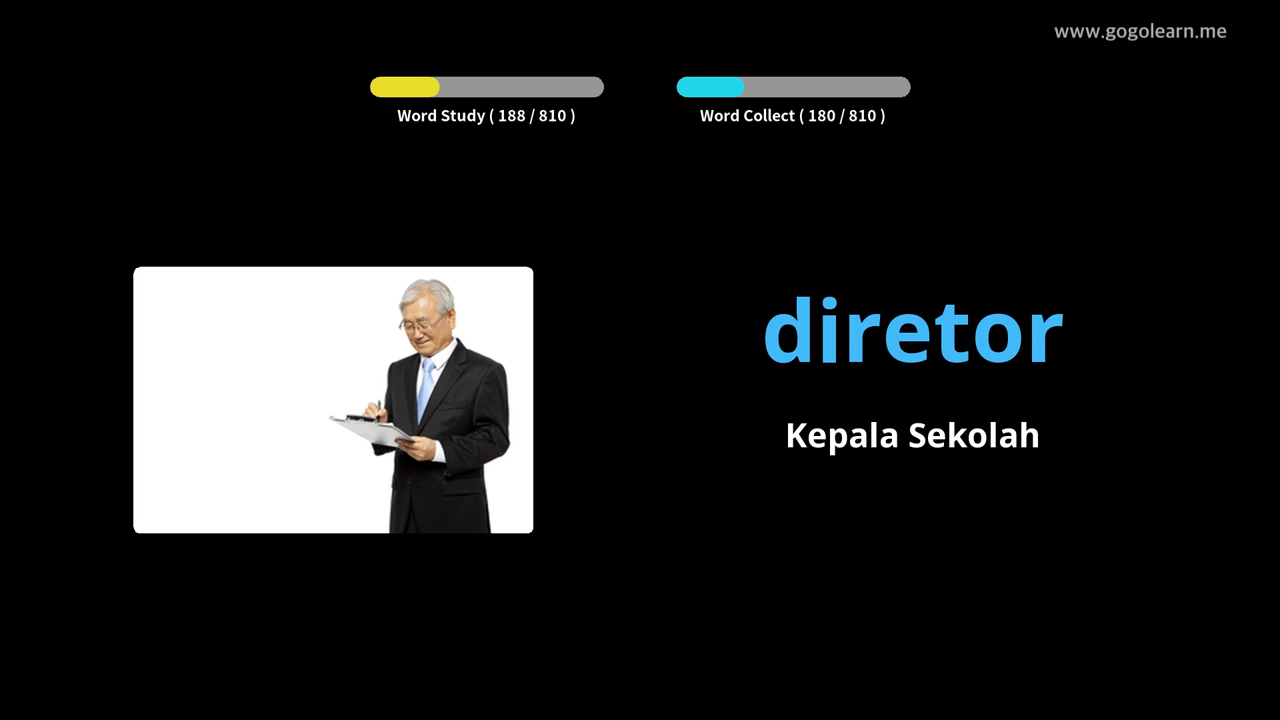 www.gogolearn.me
Word Study ( 188 / 810 )
Word Collect ( 180 / 810 )
diretor
Kepala Sekolah